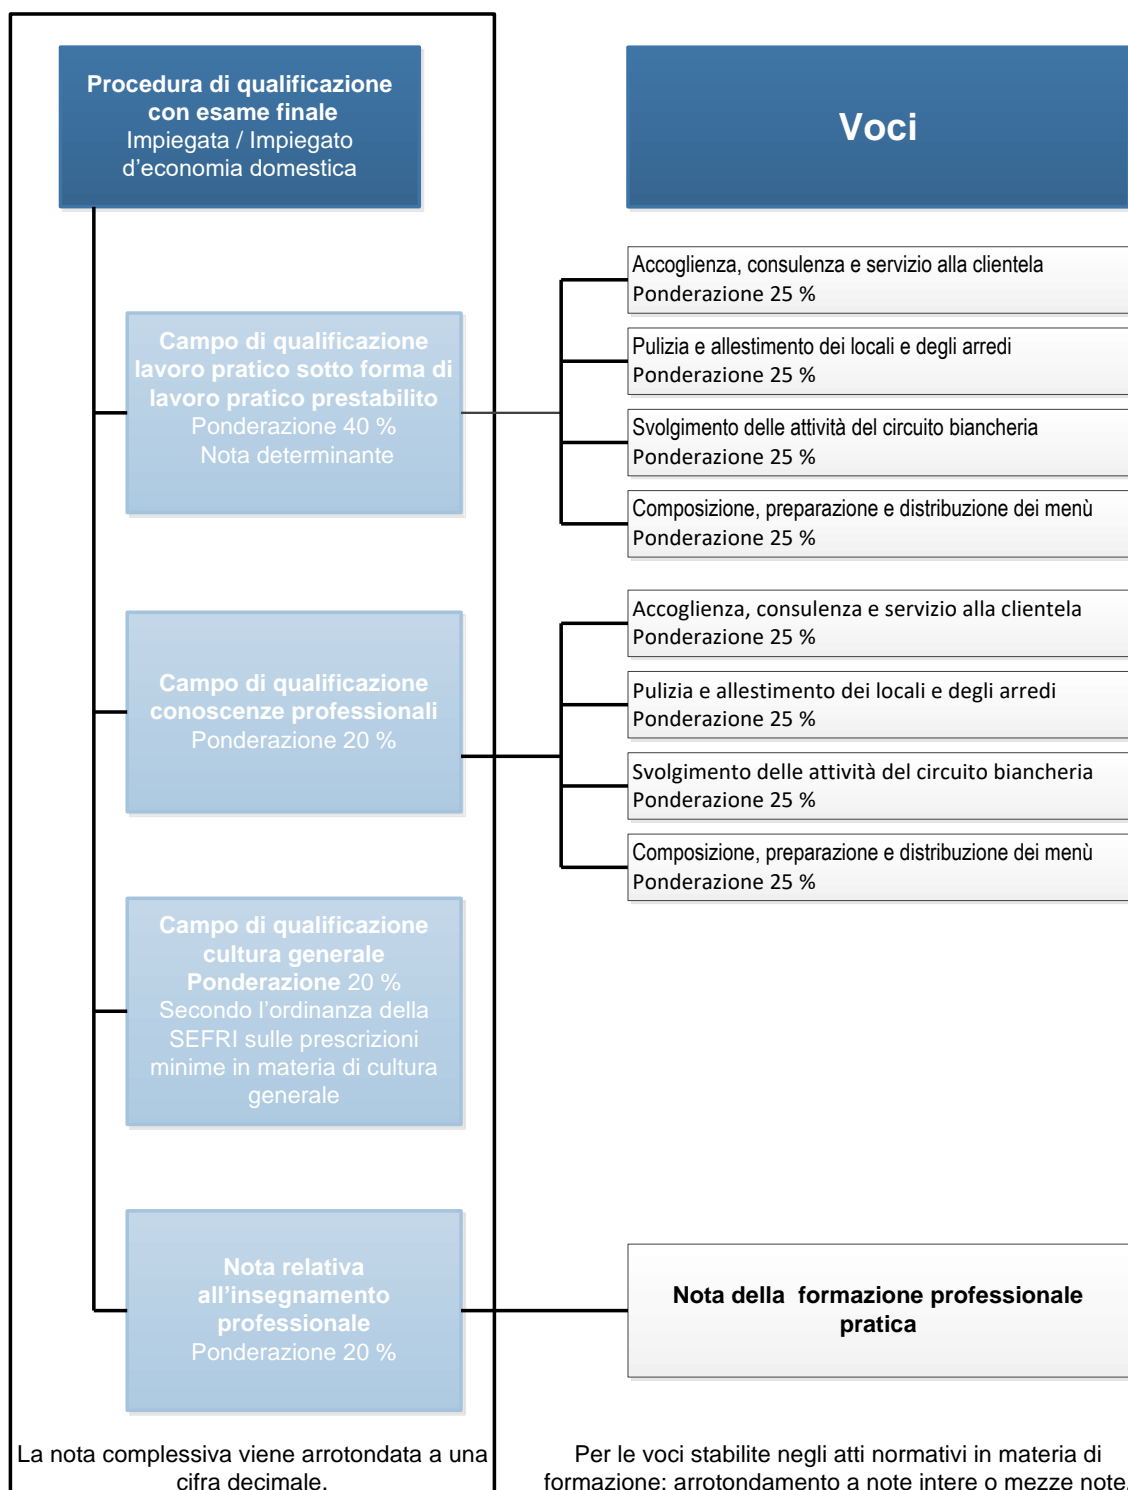 Procedura di qualificazione
con esame finale
Impiegata / Impiegato
d'economia domestica
Voci
Campo di qualificazione
lavoro pratico sotto forma di
lavoro pratico prestabilito
Ponderazione 40 %
Nota determinante
Accoglienza, consulenza e servizio alla clientela
Ponderazione 25 %
Pulizia e allestimento dei locali e degli arredi
Ponderazione 25 %
Svolgimento delle attività del circuito biancheria
Ponderazione 25 %
Composizione, preparazione e distribuzione dei menù
Ponderazione 25 %
Campo di qualificazione
conoscenze professionali
Ponderazione 20 %
Accoglienza, consulenza e servizio alla clientela
Ponderazione 25 %
Pulizia e allestimento dei locali e degli arredi
Ponderazione 25 %
Svolgimento delle attività del circuito biancheria
Ponderazione 25 %
Composizione, preparazione e distribuzione dei menù
Ponderazione 25 %
Campo di qualificazione
cultura generale
Ponderazione 20 %
Secondo l'ordinanza della
SEFRI sulle prescrizioni
minime in materia di cultura
generale
Nota relativa
all'insegnamento
professionale
Ponderazione 20 %
Nota della  formazione professionale
pratica
La nota complessiva viene arrotondata a una
cifra decimale.
Per le voci stabilite negli atti normativi in materia di
formazione: arrotondamento a note intere o mezze note.